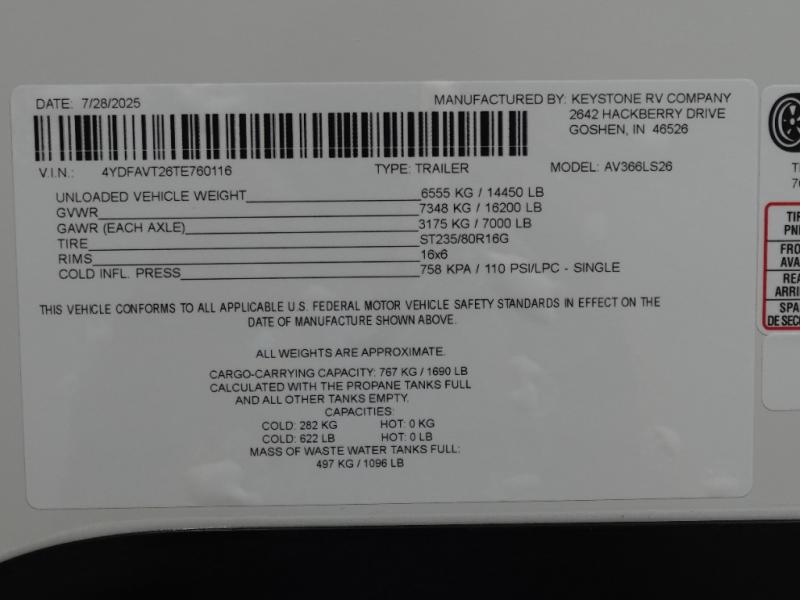 DATE: 7/28/2025
MANUFACTURED BY: KEYSTONE RV COMPANY
2642 HACKBERRY DRIVE
GOSHEN, IN 46526
V.I.N.: 4YDFAVT26TE760116 TYPE: TRAILER MODEL: AV366LS26
UNLOADED VEHICLE WEIGHT 6555 KG / 14450 LB
GVWR 7348 KG / 16200 LB
GAWR (EACH AXLE) 3175 KG / 7000 LB
TIRE ST235/80R16G
RIMS 16x6
COLD INFL. PRESS 758 KPA / 110 PSI/LPC - SINGLE
THIS VEHICLE CONFORMS TO ALL APPLICABLE U.S. FEDERAL MOTOR VEHICLE SAFETY STANDARDS IN EFFECT ON THE
DATE OF MANUFACTURE SHOWN ABOVE.
ALL WEIGHTS ARE APPROXIMATE.
CARGO-CARRYING CAPACITY: 767 KG / 1690 LB
CALCULATED WITH THE PROPANE TANKS FULL
AND ALL OTHER TANKS EMPTY.
CAPACITIES:
COLD: 282 KG HOT: 0 KG
COLD: 622 LB HOT: 0 LB
MASS OF WASTE WATER TANKS FULL:
497 KG / 1096 LB